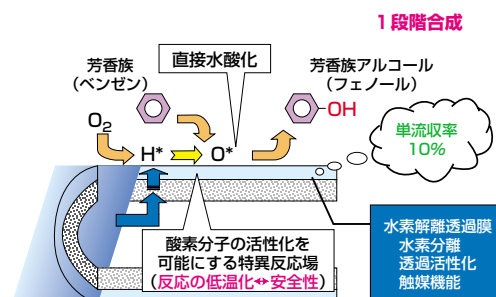 1段階合成
芳香族
(ベンゼン)
直接水酸化
芳香族アルコール
(フェノール)
OH
O2
H*
O*
単流収率
10%
酸素分子の活性化を
可能にする特異反応場
(反応の低温化⇔安全性)
水素解離透過膜
水素分離
透過活性化
触媒機能